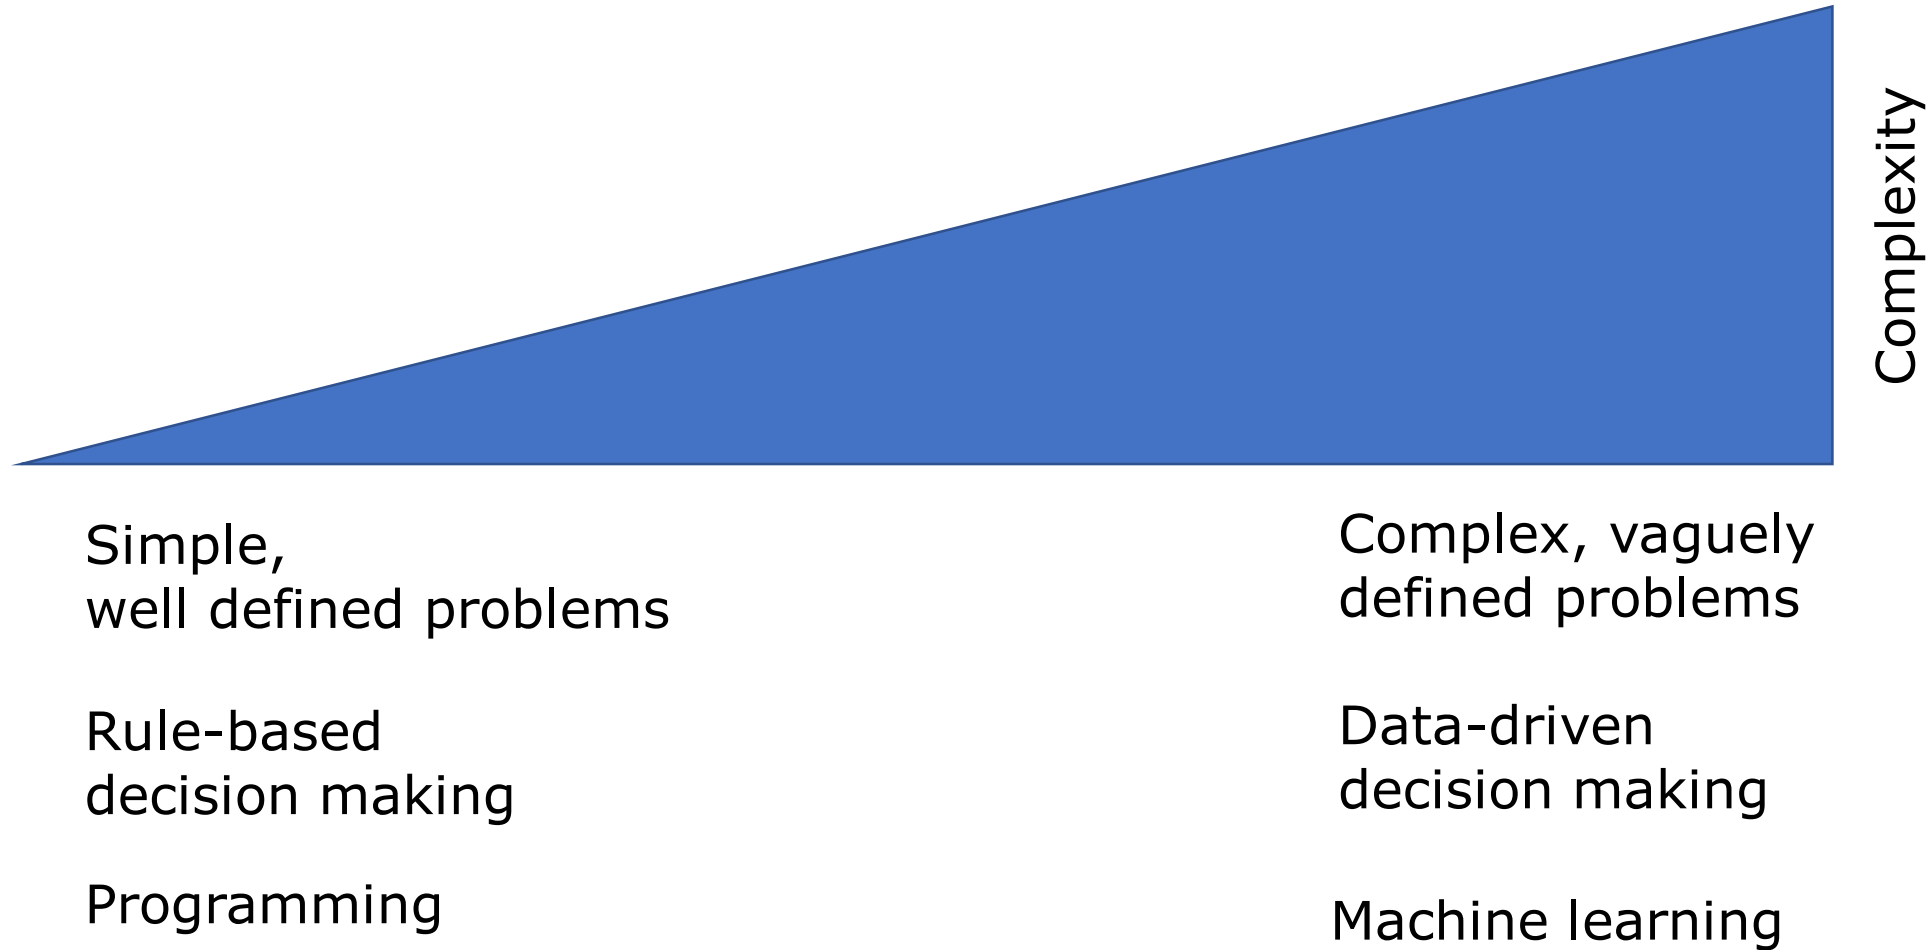 Complexity
Simple,
well defined problems
Rule-based
decision making
Programming
Complex, vaguely
defined problems
Data-driven
decision making
Machine learning